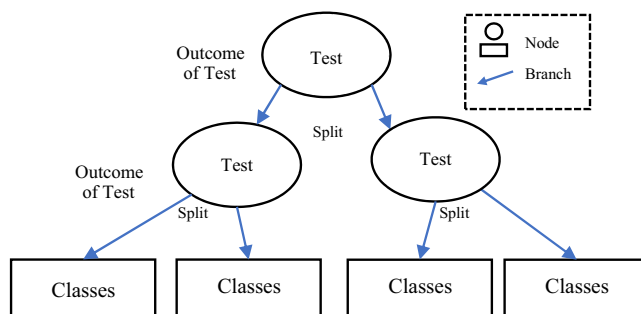 Outcome
of Test
Test
Node
Branch
Split
Test
Test
Outcome
of Test
Split
Split
Classes
Classes
Classes
Classes